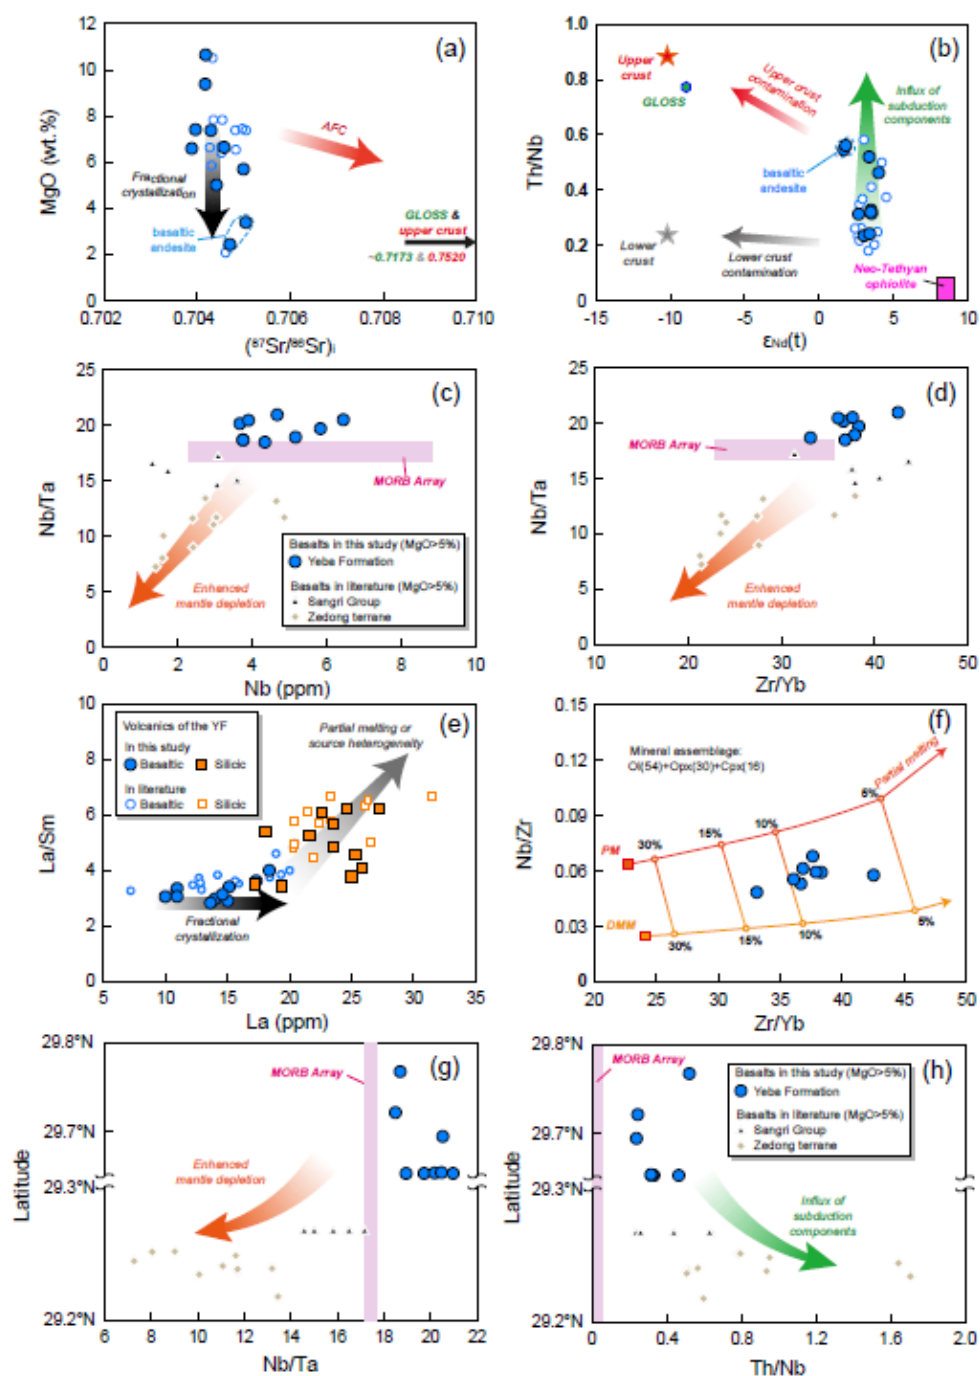 (a)
12
10
8
6
4
2
0
MgO (wt.%)
AFC
Fractional
crystallization
basaltic
andesite
GLOSS &
upper crust
~0.7173 & 0.7520
0.702 0.704 0.706 0.708 0.710
(⁸⁷Sr/⁸⁶Sr)ᵢ
(b)
1.0
0.8
0.6
0.4
0.2
0.0
Th/Nb
Upper
crust
GLOSS
Upper crust
contamination
Influx of
subduction
components
basaltic
andesite
Lower
crust
Lower crust
contamination
Neo-Tethyan
ophiolite
-15 -10 -5 0 5 10
εNd(t)
(c)
25
20
15
10
5
0
Nb/Ta
MORB Array
Enhanced
mantle depletion
Basalts in this study (MgO>5%)
Yeba Formation
Basalts in literature (MgO>5%)
Sangri Group
Zedong terrane
0 2 4 6 8 10
Nb (ppm)
(d)
25
20
15
10
5
0
Nb/Ta
MORB Array
Enhanced
mantle depletion
10 20 30 40 50
Zr/Yb
(e)
10
8
6
4
2
0
La/Sm
Volcanics of the YF
In this study
Basaltic Silicic
In literature
Basaltic Silicic
Partial melting or
source heterogeneity
Fractional
crystallization
5 10 15 20 25 30 35
La (ppm)
(f)
0.15
0.12
0.09
0.06
0.03
0.00
Nb/Zr
Mineral assemblage:
Ol(54)+Opx(30)+Cpx(16)
Partial melting
5%
10%
15%
30%
PM
DMM
30%
15%
10%
5%
20 25 30 35 40 45 50
Zr/Yb
(g)
29.8°N
29.7°N
29.3°N
29.2°N
Latitude
MORB Array
Enhanced
mantle depletion
6 8 10 12 14 16 18 20 22
Nb/Ta
(h)
29.8°N
29.7°N
29.3°N
29.2°N
Latitude
MORB Array
Basalts in this study (MgO>5%)
Yeba Formation
Basalts in literature (MgO>5%)
Sangri Group
Zedong terrane
Influx of
subduction
components
0 0.4 0.8 1.2 1.6 2.0
Th/Nb